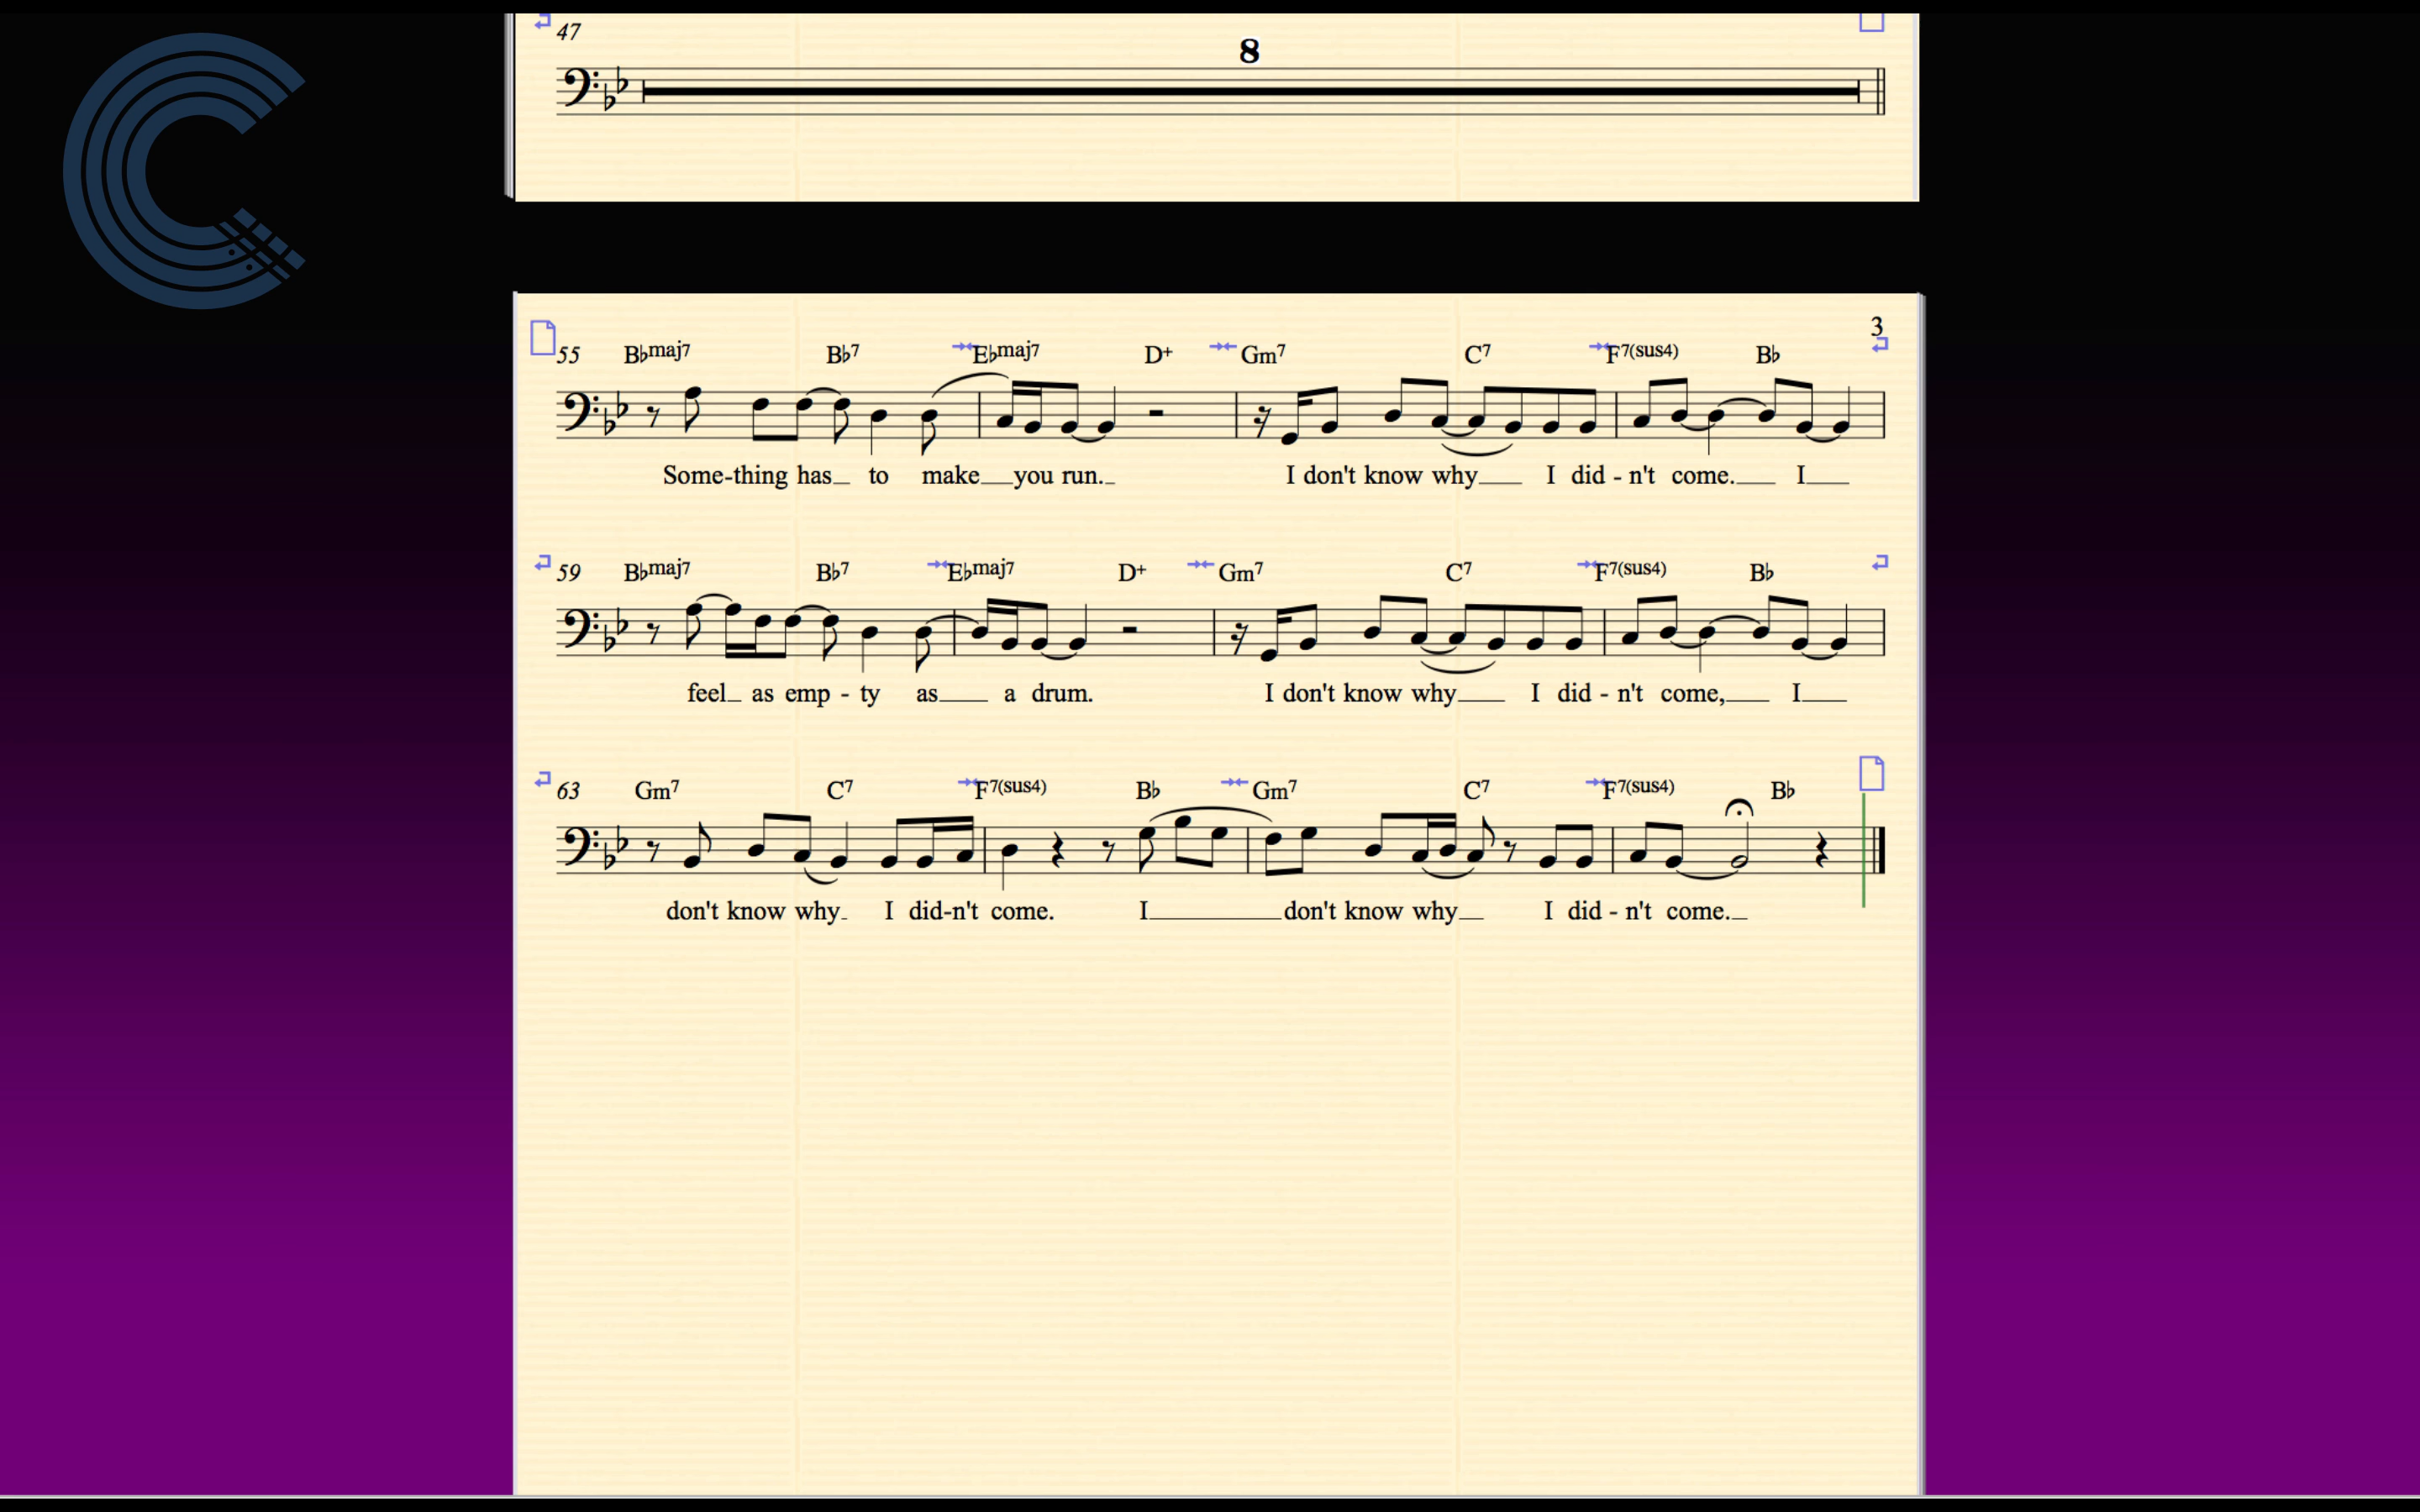 47
8
3
55 B♭maj7 B♭7 E♭maj7 D+ Gm7 C7 F7(sus4) B♭
Some-thing has to make you run. I don't know why I did - n't come. I
59 B♭maj7 B♭7 E♭maj7 D+ Gm7 C7 F7(sus4) B♭
feel as emp - ty as a drum. I don't know why I did - n't come, I
63 Gm7 C7 F7(sus4) B♭ Gm7 C7 F7(sus4) B♭
don't know why I did-n't come. I don't know why I did - n't come.